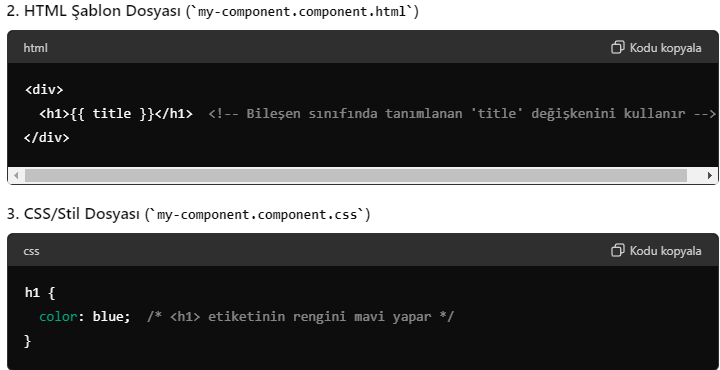 2. HTML Şablon Dosyası (`my-component.component.html`)
html
Kodu kopyala
<div>
  <h1>{{ title }}</h1>  <!-- Bileşen sınıfında tanımlanan 'title' değişkenini kullanır -->
</div>
3. CSS/Stil Dosyası (`my-component.component.css`)
css
Kodu kopyala
h1 {
  color: blue;  /* <h1> etiketinin rengini mavi yapar */
}